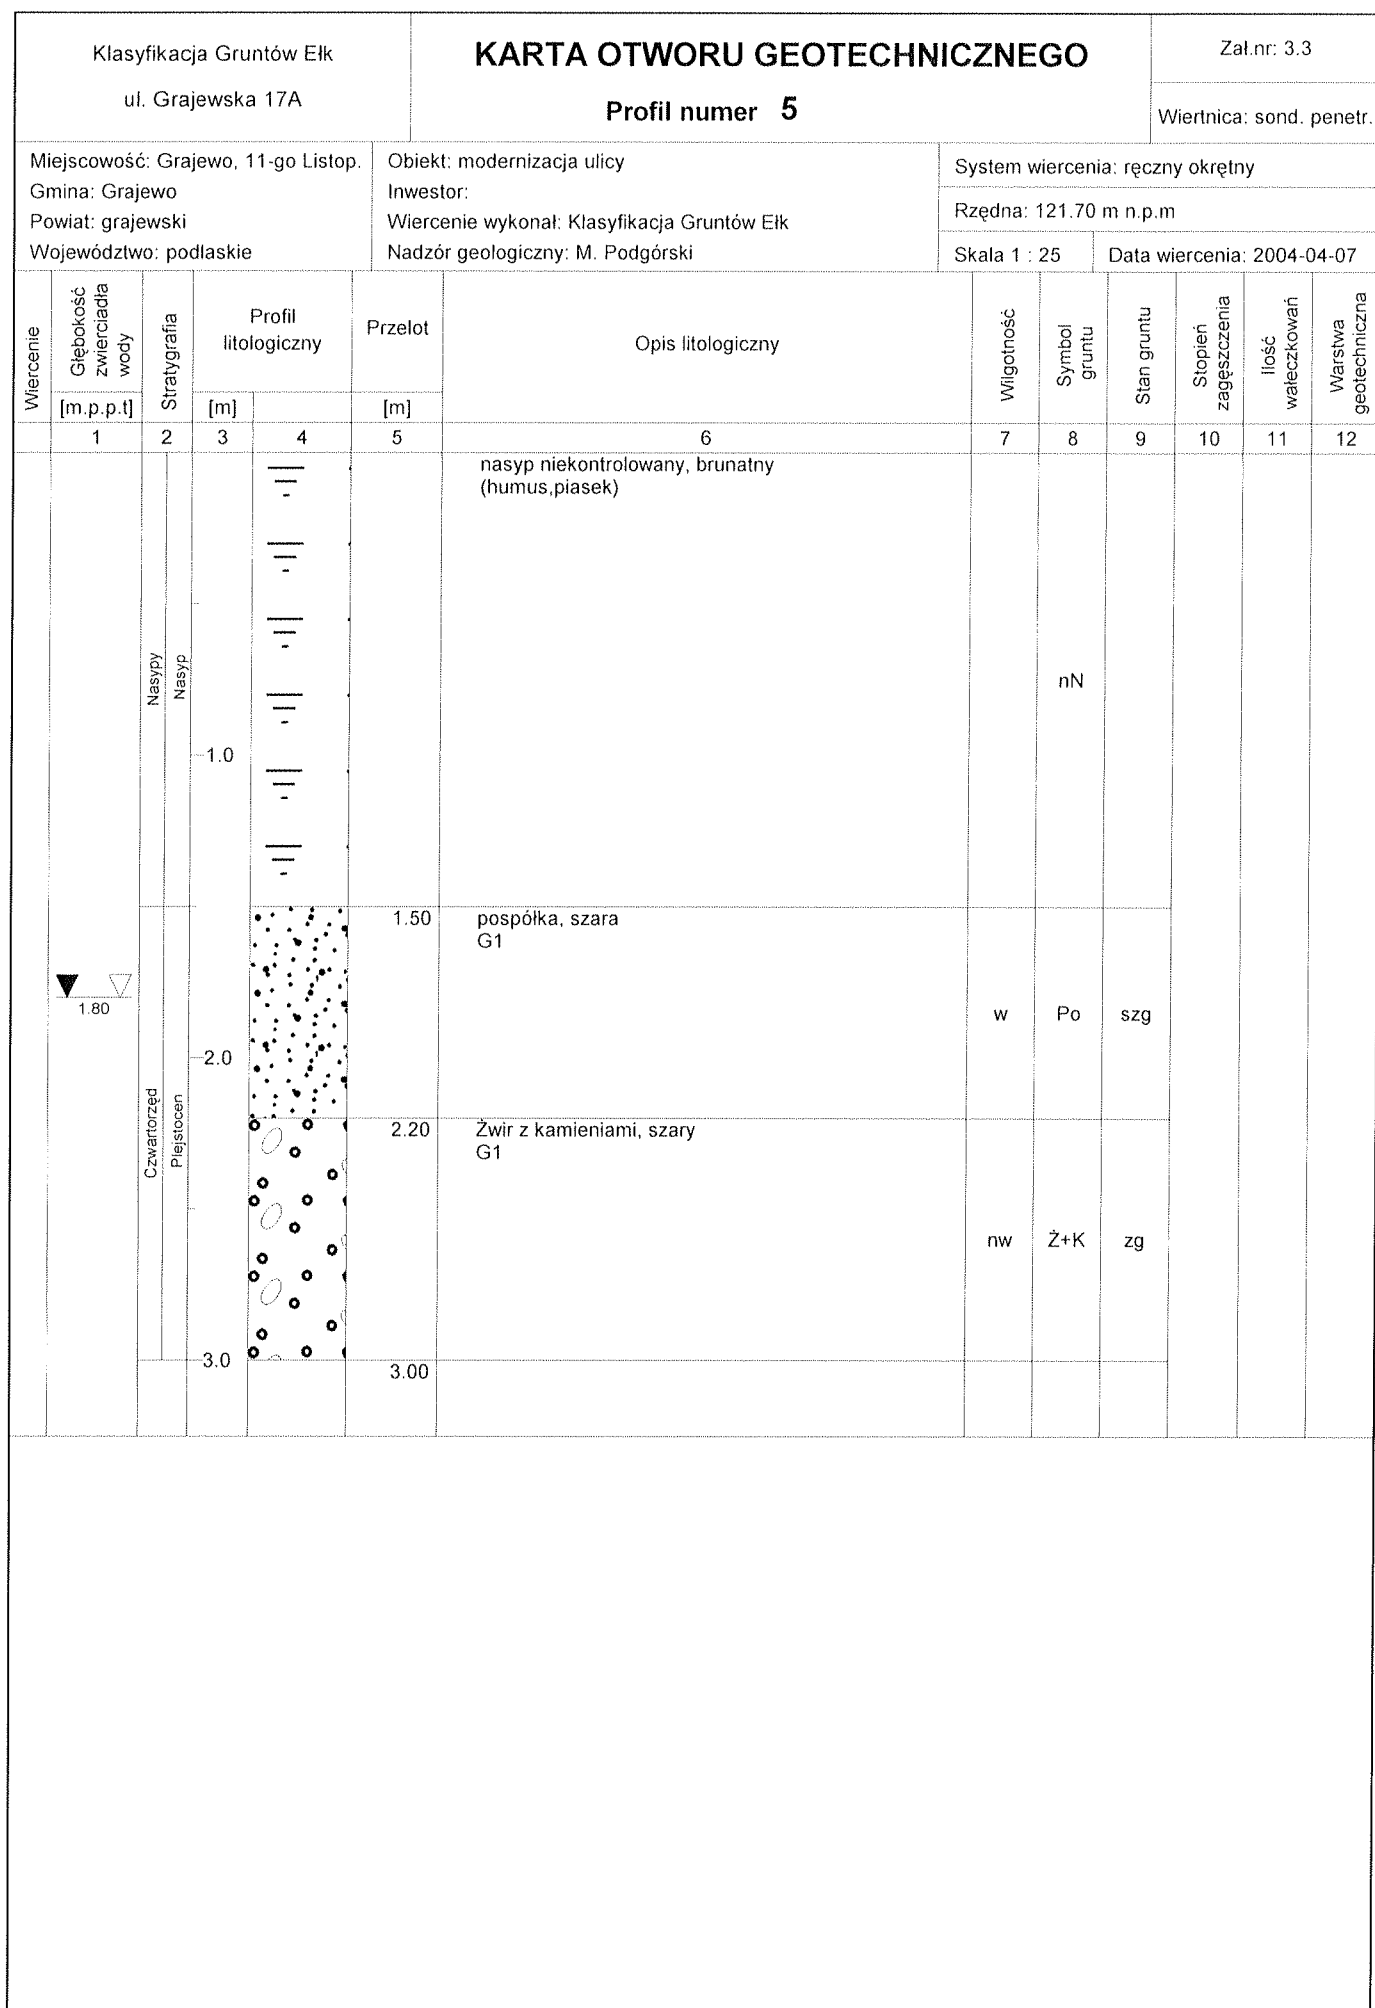 Klasyfikacja Gruntów Ełk
ul. Grajewska 17A
KARTA OTWORU GEOTECHNICZNEGO
Profil numer 5
Zał.nr: 3.3
Wiertnica: sond. penetr.
Miejscowość: Grajewo, 11-go Listop.
Gmina: Grajewo
Powiat: grajewski
Województwo: podlaskie
Obiekt: modernizacja ulicy
Inwestor:
Wiercenie wykonał: Klasyfikacja Gruntów Ełk
Nadzór geologiczny: M. Podgórski
System wiercenia: ręczny okrętny
Rzędna: 121.70 m n.p.m
Skala 1 : 25
Data wiercenia: 2004-04-07
Wiercenie
Głębokość
zwierciadła
wody
[m.p.p.t]
Stratygrafia
Profil
litologiczny
[m]
Przelot
[m]
Opis litologiczny
Wilgotność
Symbol
gruntu
Stan gruntu
Stopień
zagęszczenia
Ilość
wałeczkowań
Warstwa
geotechniczna
1 2 3 4 5 6 7 8 9 10 11 12
nasyp niekontrolowany, brunatny
(humus,piasek)
Nasypy
Nasyp
nN
1.0
1.50
pospółka, szara
G1
1.80
w Po szg
2.0
Czwartorzęd
Plejstocen
2.20
Żwir z kamieniami, szary
G1
nw Ż+K zg
3.0
3.00